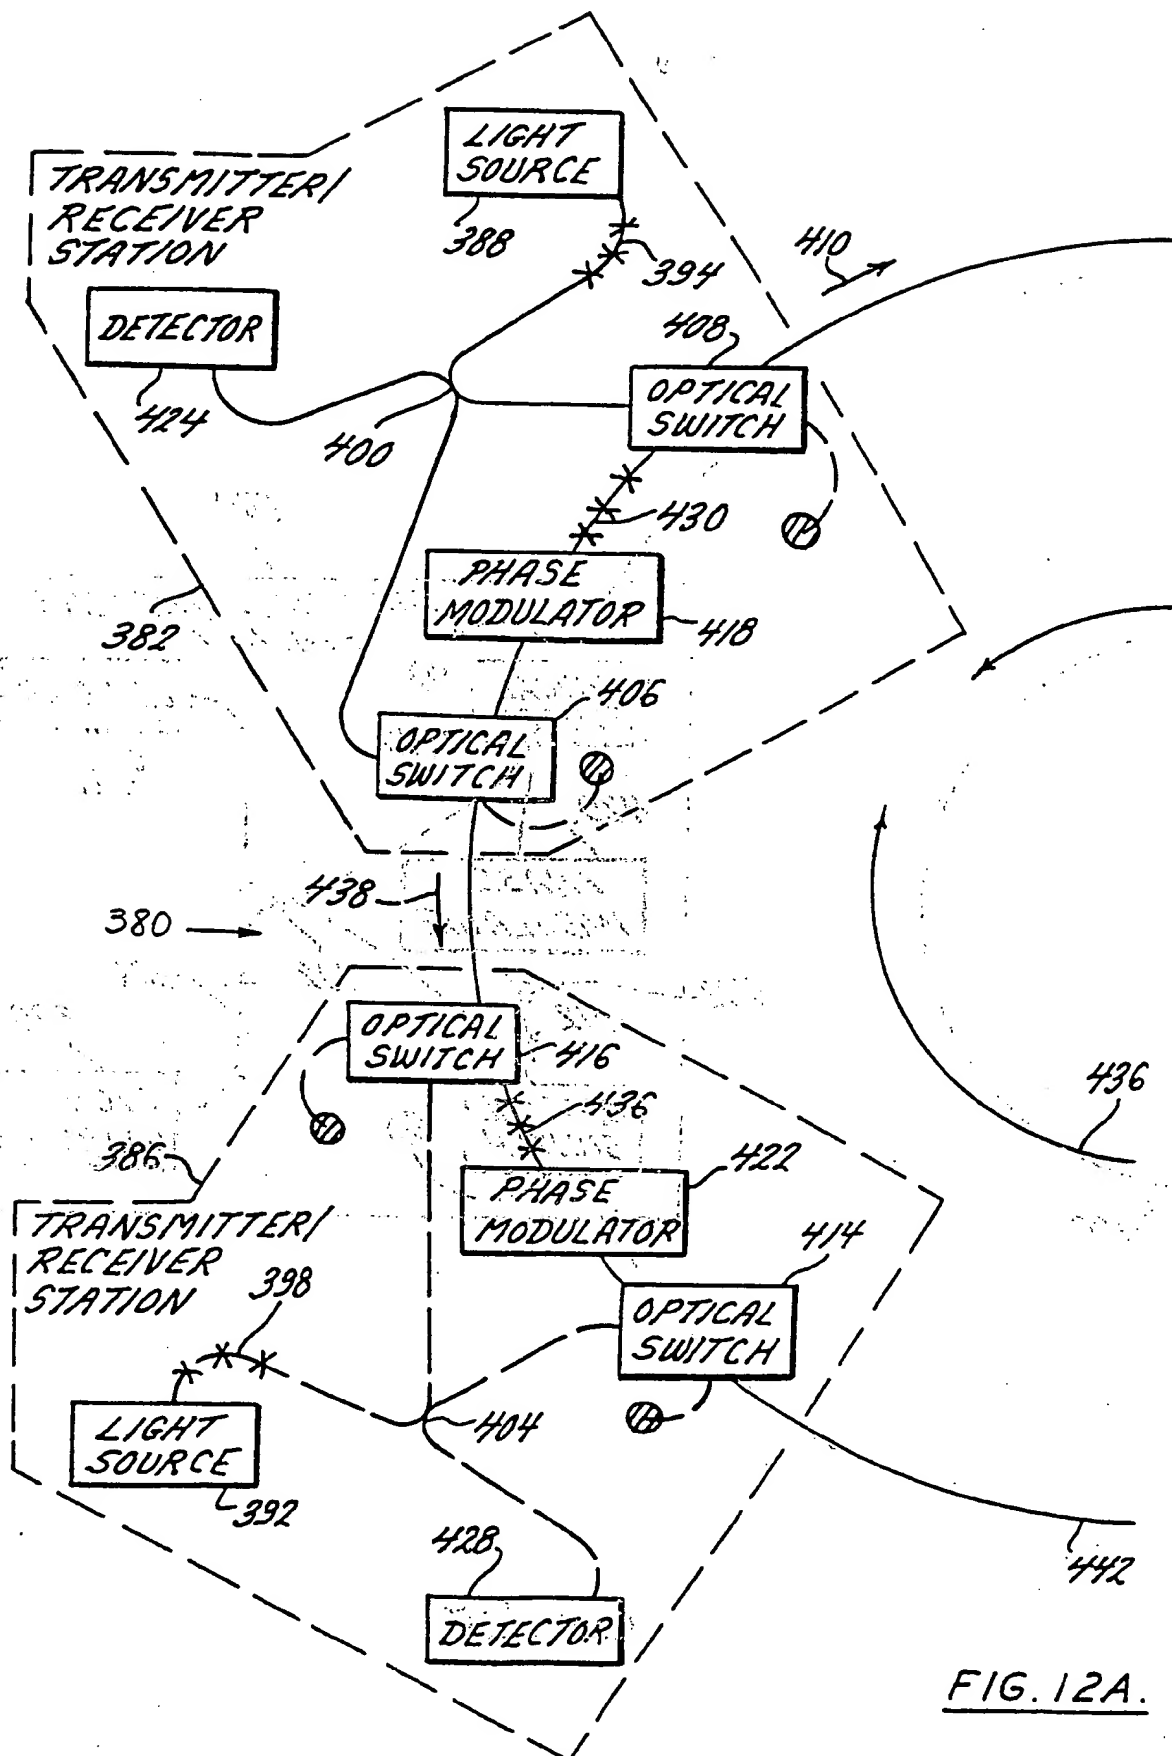 LIGHT
SOURCE
388
394
TRANSMITTER/
RECEIVER
STATION
410
DETECTOR
424
400
408
OPTICAL
SWITCH
430
PHASE
MODULATOR
418
382
406
OPTICAL
SWITCH
438
380
OPTICAL
SWITCH
416
436
436
386
422
PHASE
MODULATOR
TRANSMITTER/
RECEIVER
STATION
414
398
OPTICAL
SWITCH
LIGHT
SOURCE
392
404
428
442
DETECTOR
FIG. 12A.